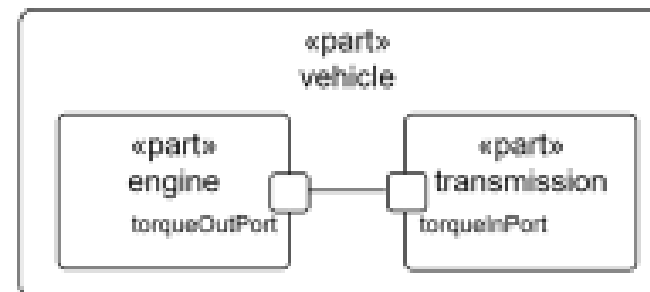 «part»
vehicle
«part»
engine
torqueOutPort
«part»
transmission
torqueInPort